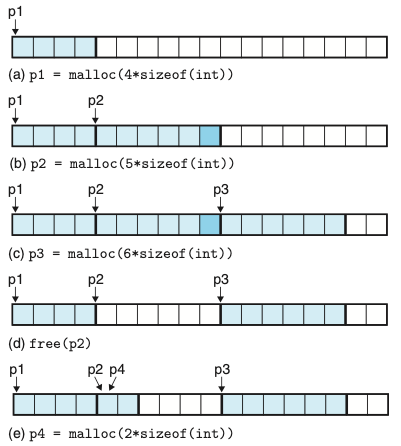 p1
(a) p1 = malloc(4*sizeof(int))
p1 p2
(b) p2 = malloc(5*sizeof(int))
p1 p2 p3
(c) p3 = malloc(6*sizeof(int))
p1 p2 p3
(d) free(p2)
p1 p2 p4 p3
(e) p4 = malloc(2*sizeof(int))